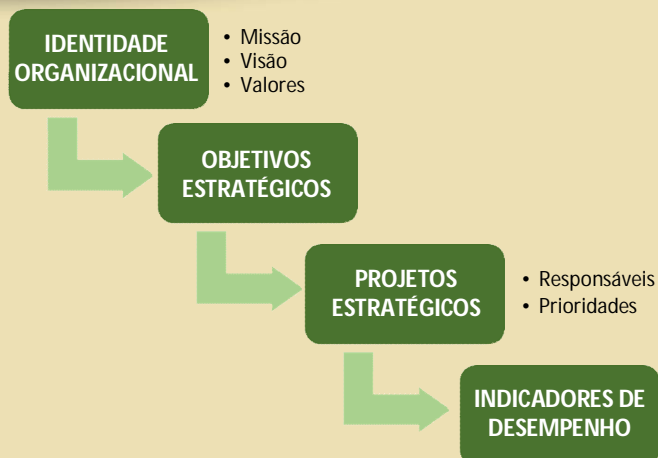 IDENTIDADE
ORGANIZACIONAL
• Missão
• Visão
• Valores
OBJETIVOS
ESTRATÉGICOS
PROJETOS
ESTRATÉGICOS
• Responsáveis
• Prioridades
INDICADORES DE
DESEMPENHO